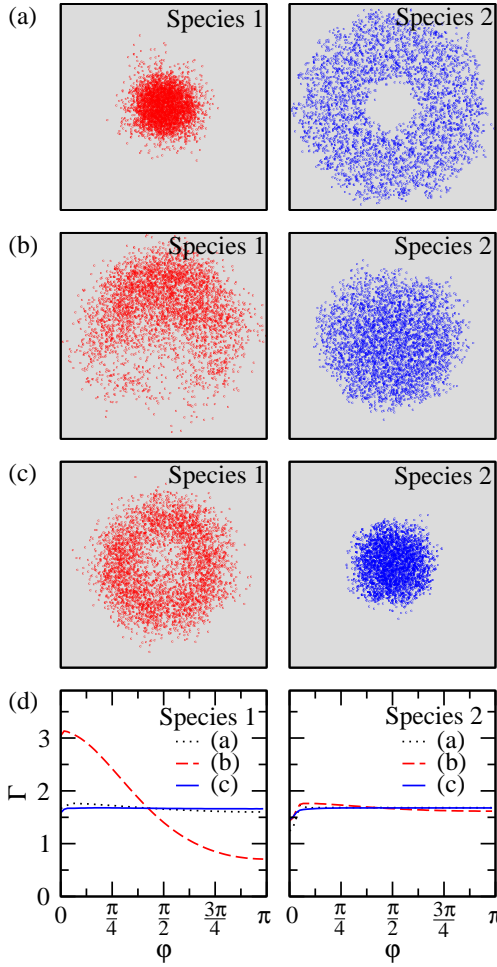 (a) Species 1 Species 2
(b) Species 1 Species 2
(c) Species 1 Species 2
(d) Species 1 Species 2
(a) (a)
3 (b) (b)
(c) (c)
Γ
2
1
0
0 π/4 π/2 3π/4 π 0 π/4 π/2 3π/4 π
φ φ